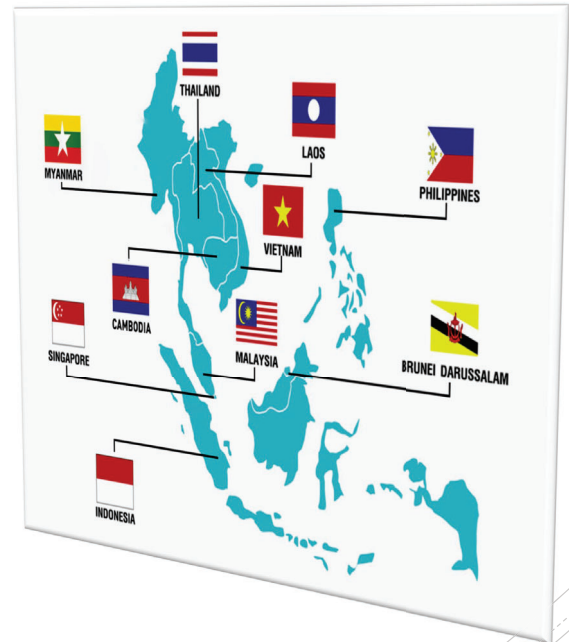 THAILAND
LAOS
MYANMAR
PHILIPPINES
VIETNAM
CAMBODIA
SINGAPORE
MALAYSIA
BRUNEI DARUSSALAM
INDONESIA